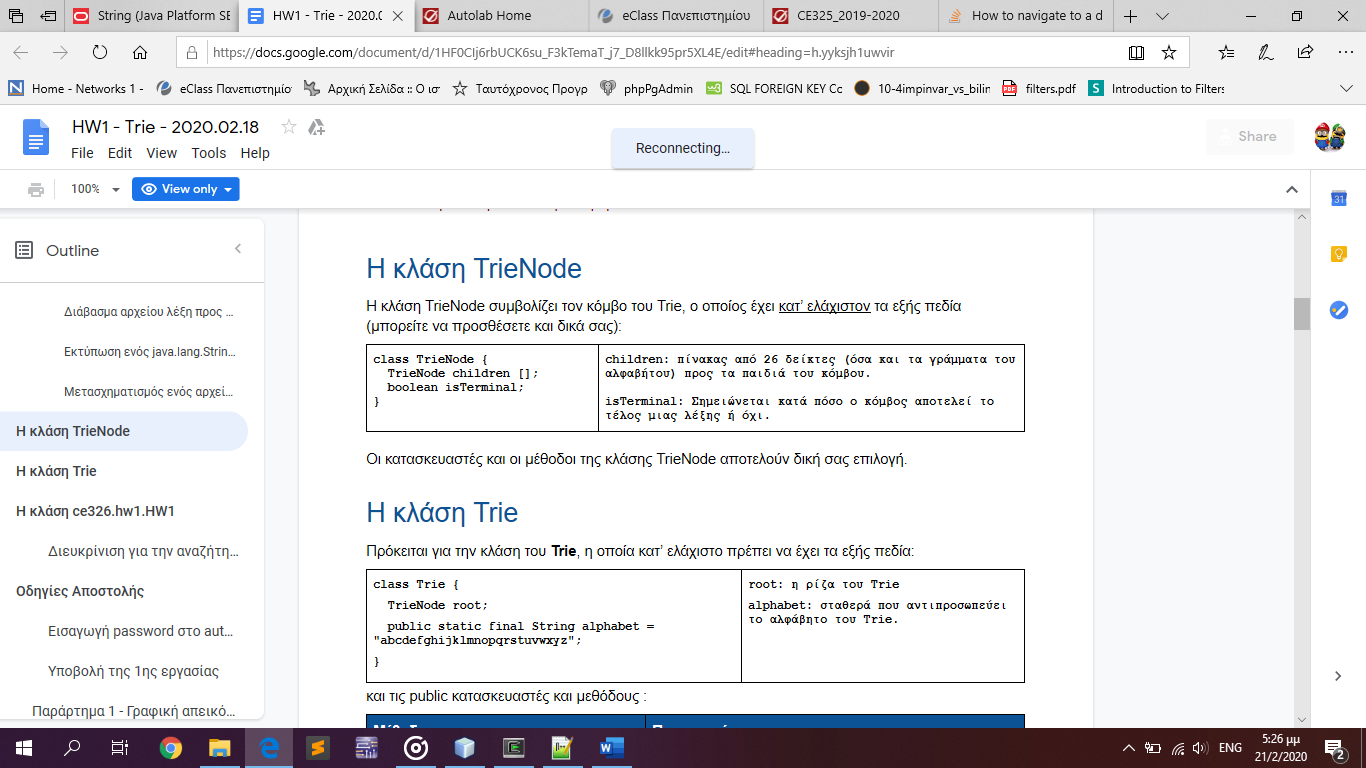 String (Java Platform SE
HW1 - Trie - 2020.0
Autolab Home
eClass Πανεπιστημίου
CE325_2019-2020
How to navigate to a d
https://docs.google.com/document/d/1HF0CIj6rbUCK6su_F3kTemaT_j7_D8llkk95pr5XL4E/edit#heading=h.yyksjh1uwvir
Home - Networks 1 -
eClass Πανεπιστημίο
Αρχική Σελίδα :: Ο ισ
Ταυτόχρονος Προγρ
phpPgAdmin
SQL FOREIGN KEY Co
10-4impinvar_vs_bilin
filters.pdf
Introduction to Filters
HW1 - Trie - 2020.02.18
File Edit View Tools Help
Reconnecting...
Share
100%
View only
31
Outline
Διάβασμα αρχείου λέξη προς ...
Εκτύπωση ενός java.lang.Strin...
Μετασχηματισμός ενός αρχεί...
Η κλάση TrieNode
Η κλάση Trie
Η κλάση ce326.hw1.HW1
Διευκρίνιση για την αναζήτη...
Οδηγίες Αποστολής
Εισαγωγή password στο aut...
Υποβολή της 1ης εργασίας
Παράρτημα 1 - Γραφική απεικό...
Η κλάση TrieNode
Η κλάση TrieNode συμβολίζει τον κόμβο του Trie, ο οποίος έχει κατ’ ελάχιστον τα εξής πεδία
(μπορείτε να προσθέσετε και δικά σας):
class TrieNode {
TrieNode children [];
boolean isTerminal;
}
children: πίνακας από 26 δείκτες (όσα και τα γράμματα του
αλφαβήτου) προς τα παιδιά του κόμβου.
isTerminal: Σημειώνεται κατά πόσο ο κόμβος αποτελεί το
τέλος μιας λέξης ή όχι.
Οι κατασκευαστές και οι μέθοδοι της κλάσης TrieNode αποτελούν δική σας επιλογή.
Η κλάση Trie
Πρόκειται για την κλάση του Trie, η οποία κατ’ ελάχιστο πρέπει να έχει τα εξής πεδία:
class Trie {
TrieNode root;
public static final String alphabet =
"abcdefghijklmnopqrstuvwxyz";
}
root: η ρίζα του Trie
alphabet: σταθερά που αντιπροσωπεύει
το αλφάβητο του Trie.
και τις public κατασκευαστές και μεθόδους :
ΕΝG
5:26 μμ
21/2/2020
2